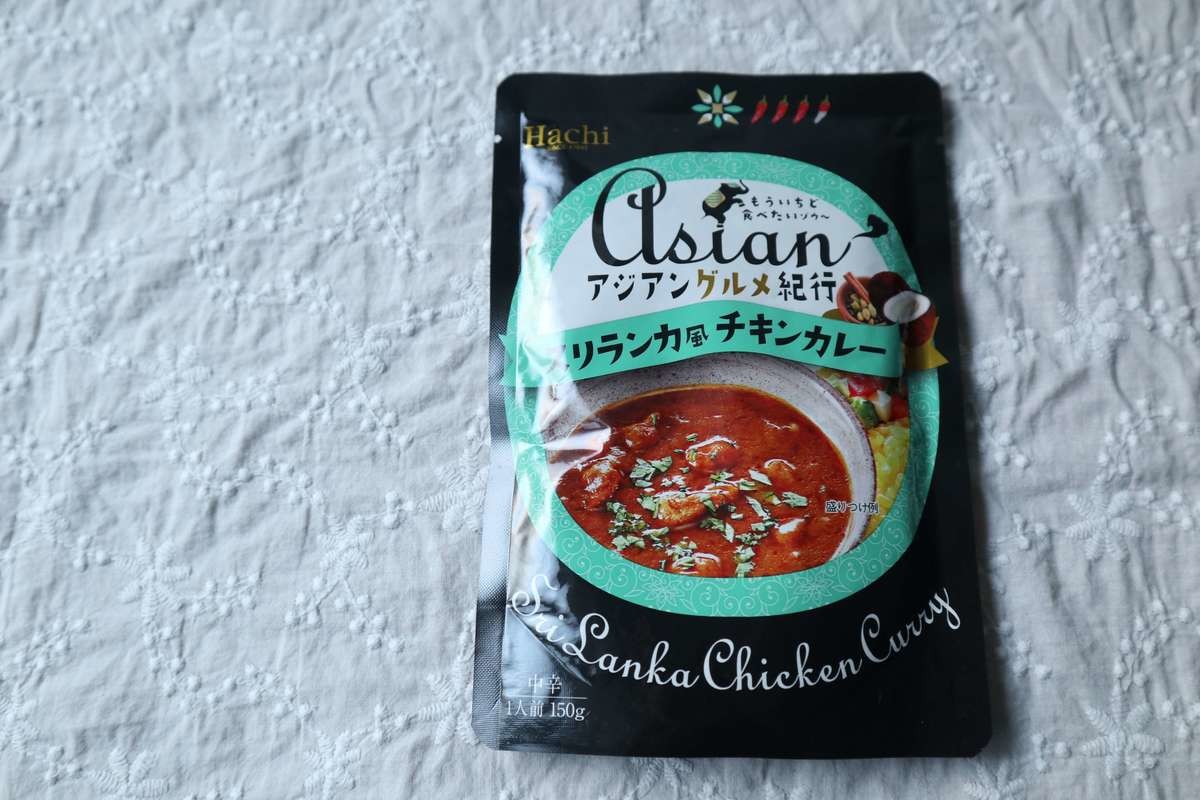 Hachi
もういちど
食べたいゾウ〜
asian
アジアングルメ紀行
スリランカ風 チキンカレー
盛りつけ例
Sri Lanka Chicken Curry
中辛
1人前 150g